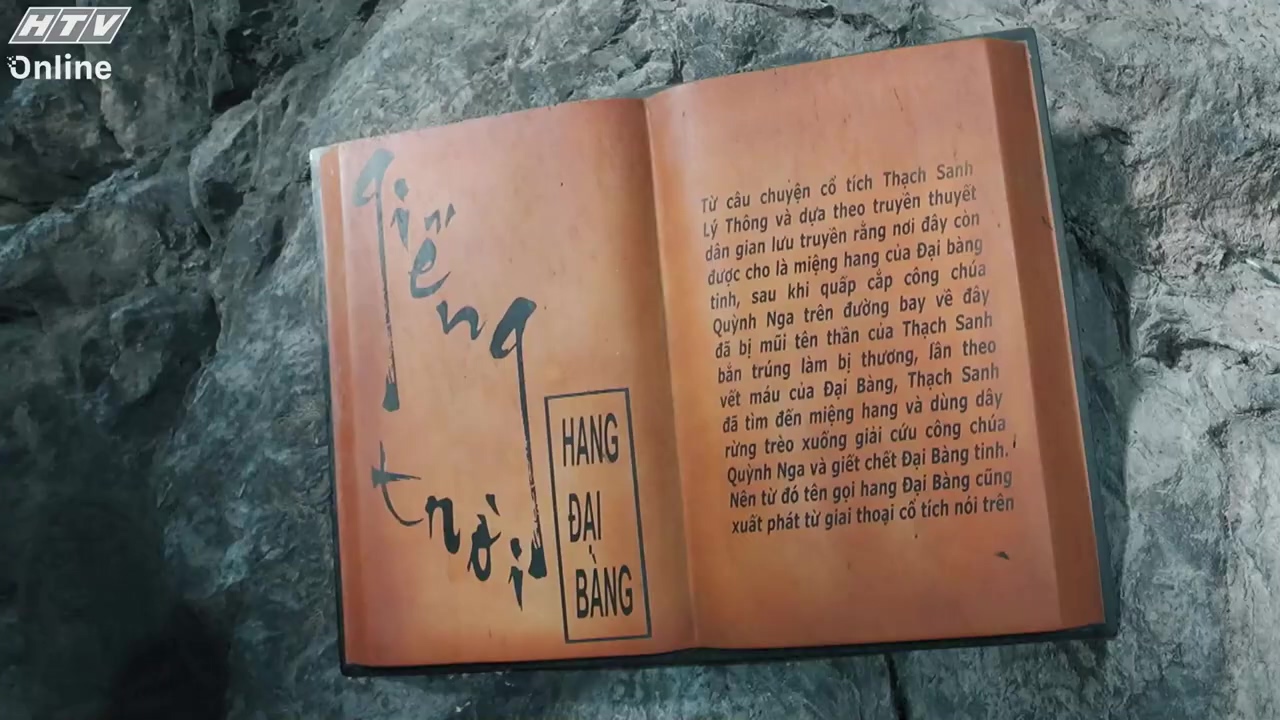 HTV
Online
giếng
trời
HANG
ĐẠI
BÀNG
Từ câu chuyện cổ tích Thạch Sanh
Lý Thông và dựa theo truyền thuyết
dân gian lưu truyền rằng nơi đây còn
được cho là miệng hang của Đại bàng
tinh, sau khi quắp cắp công chúa
Quỳnh Nga trên đường bay về đây
đã bị mũi tên thần của Thạch Sanh
bắn trúng làm bị thương, lần theo
vết máu của Đại Bàng, Thạch Sanh
đã tìm đến miệng hang và dùng dây
rừng trèo xuống giải cứu công chúa
Quỳnh Nga và giết chết Đại Bàng tinh.
Nên từ đó tên gọi hang Đại Bàng cũng
xuất phát từ giai thoại cổ tích nói trên